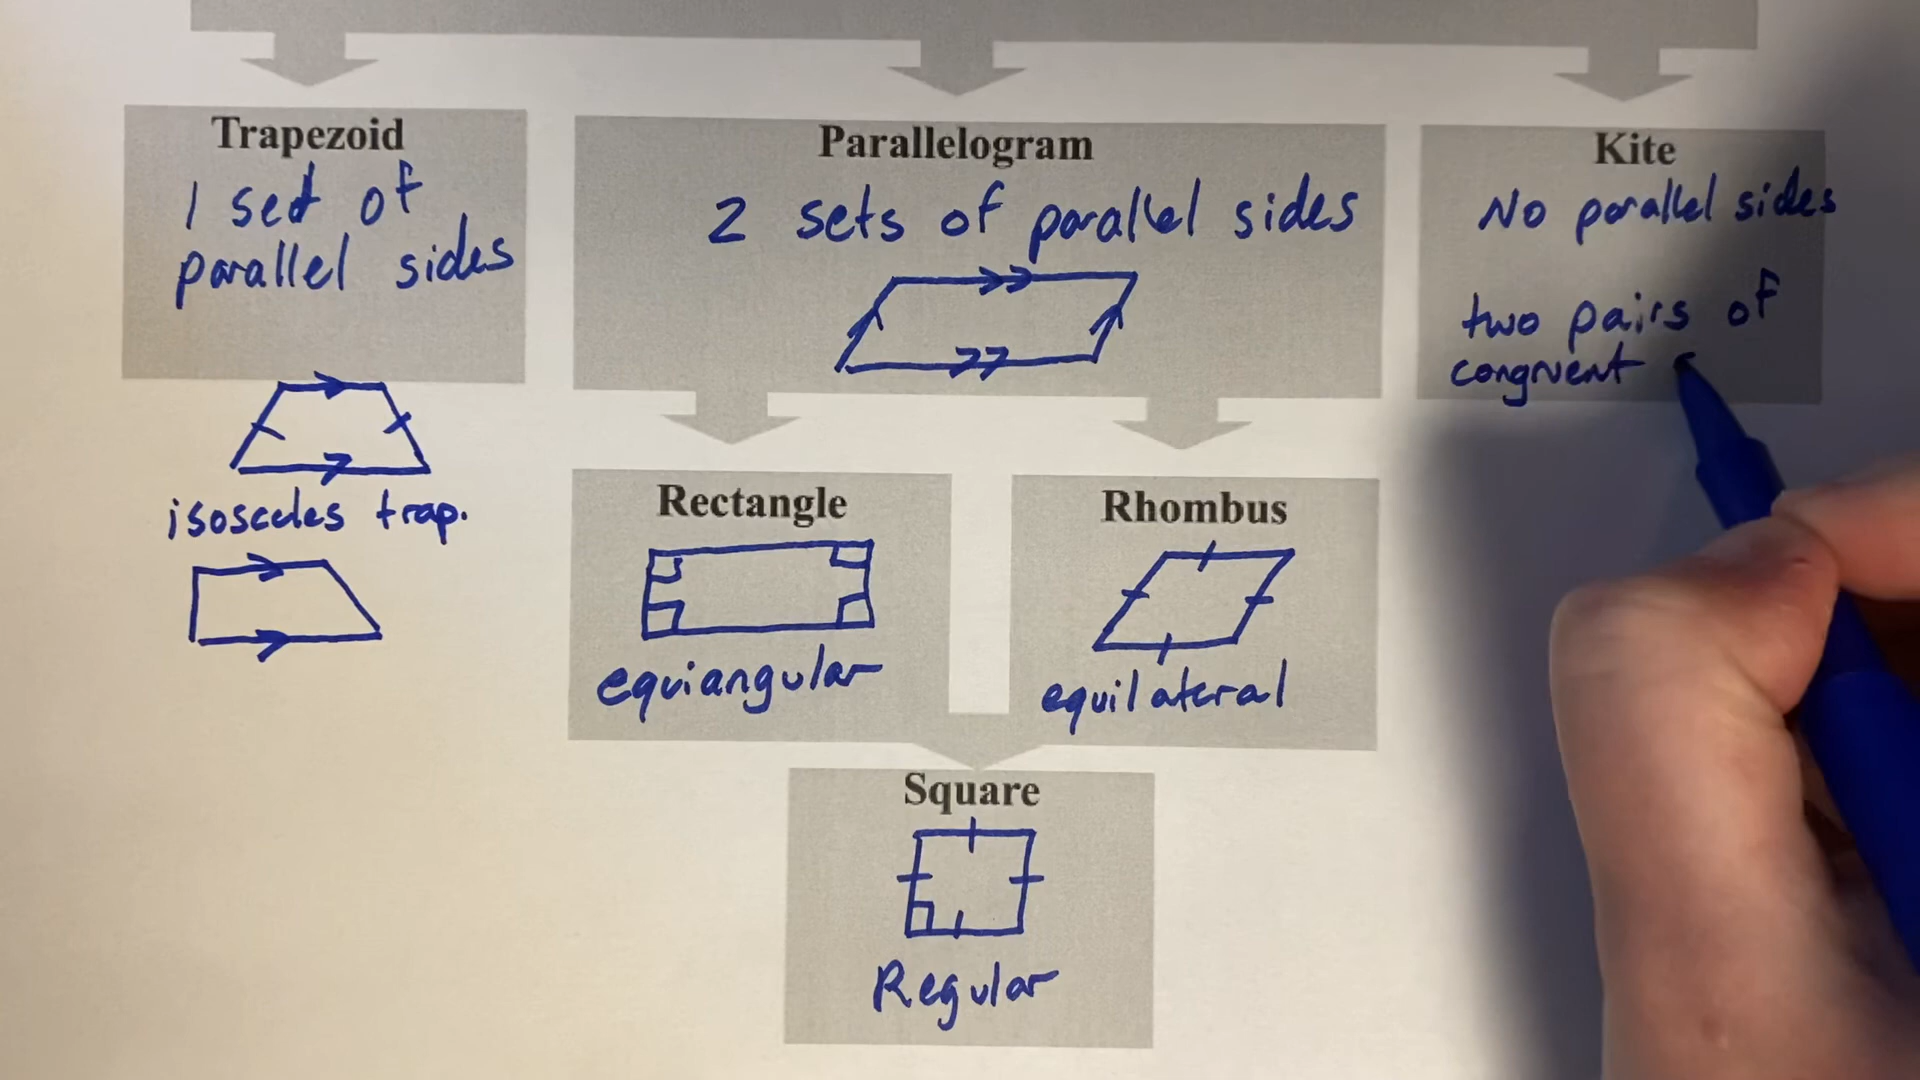 Trapezoid
1 set of
parallel sides
isosceles trap.
Parallelogram
2 sets of parallel sides
Kite
No parallel sides
two pairs of
congruent s
Rectangle
equiangular
Rhombus
equilateral
Square
Regular